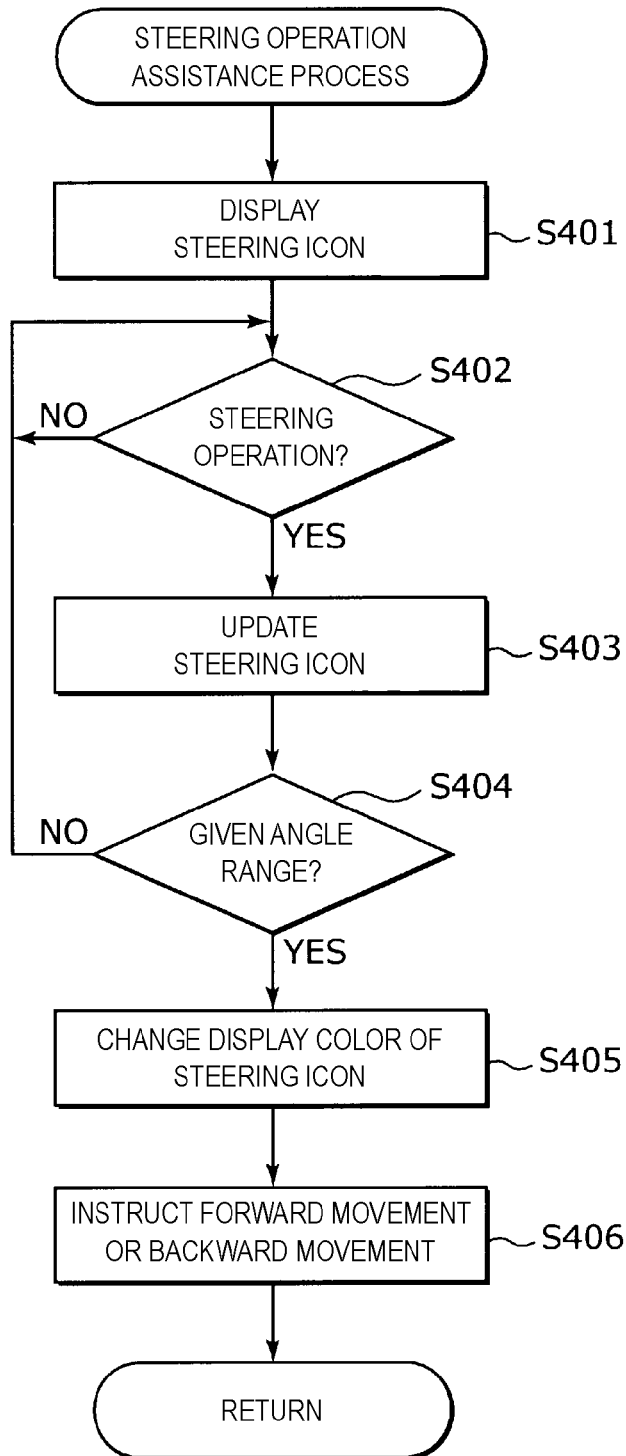 STEERING OPERATION
ASSISTANCE PROCESS
DISPLAY
STEERING ICON
S401
S402
NO
STEERING
OPERATION?
YES
UPDATE
STEERING ICON
S403
S404
NO
GIVEN ANGLE
RANGE?
YES
CHANGE DISPLAY COLOR OF
STEERING ICON
S405
INSTRUCT FORWARD MOVEMENT
OR BACKWARD MOVEMENT
S406
RETURN